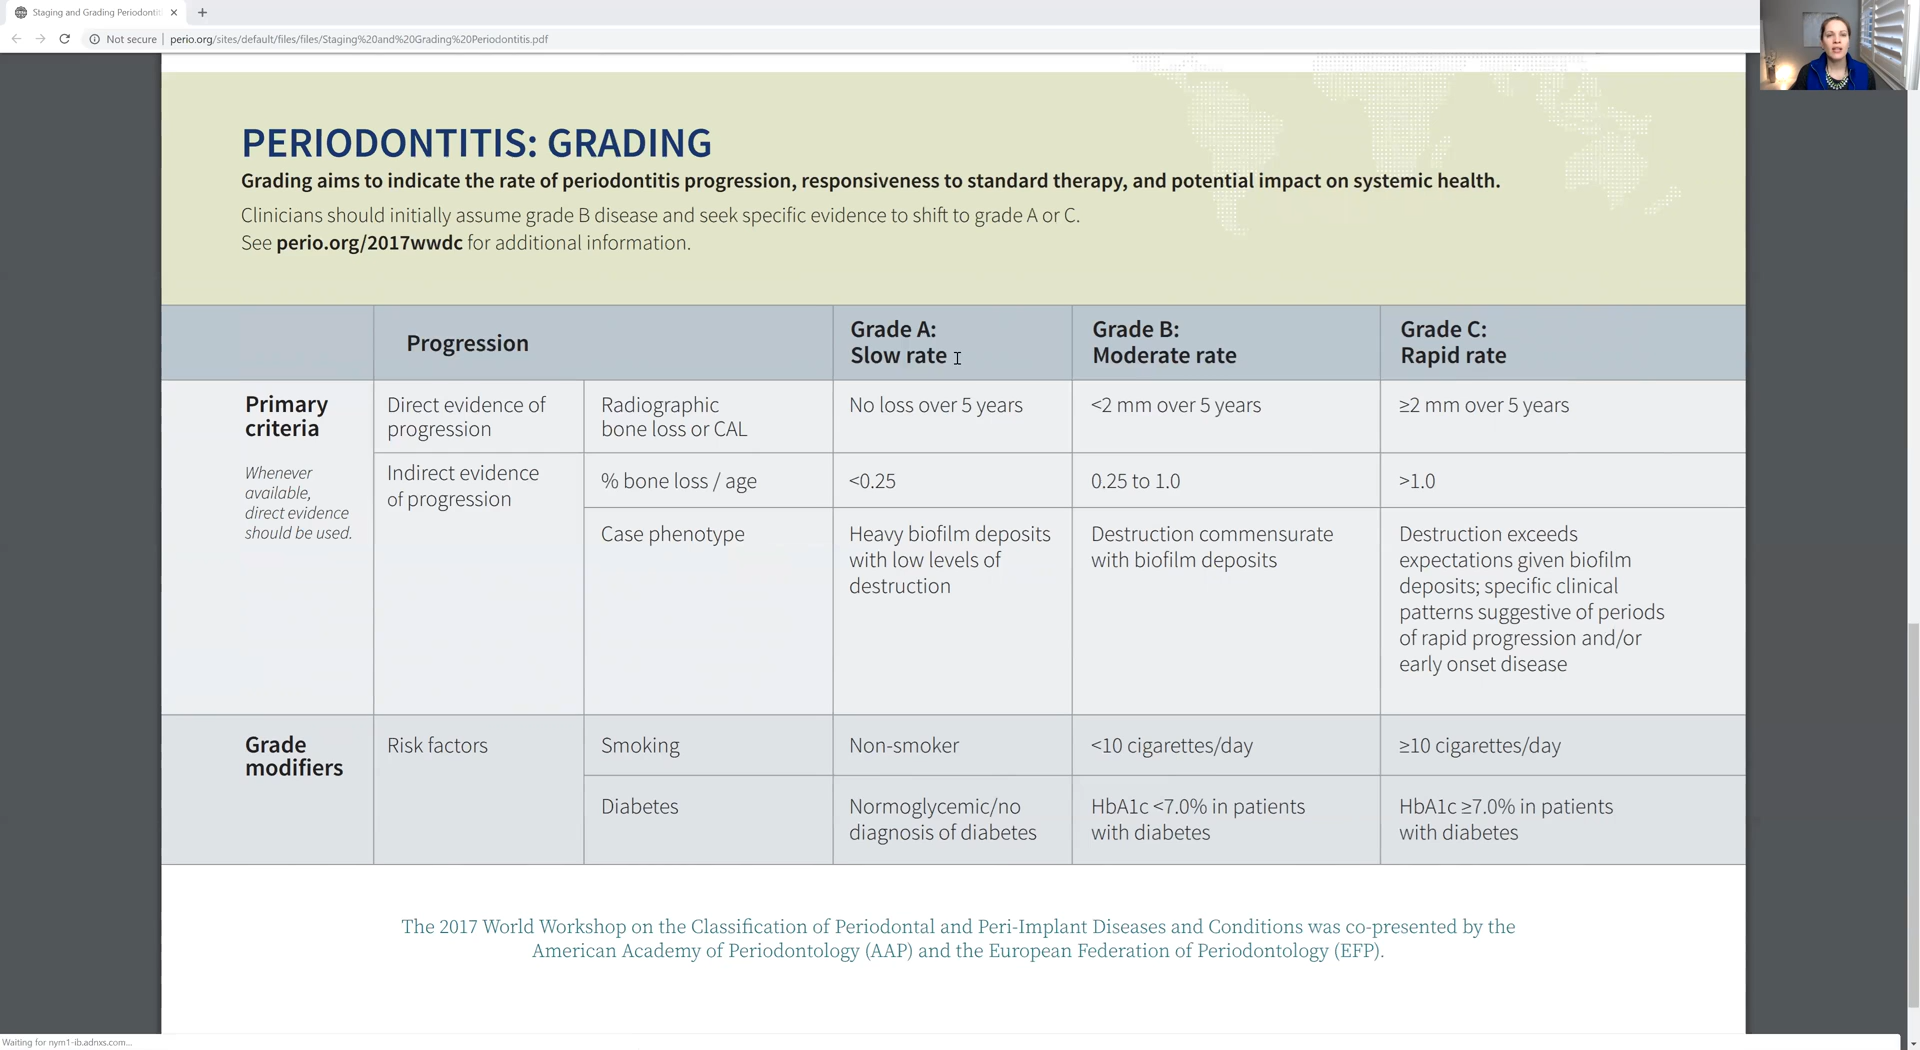 Staging and Grading Periodontit
Not secure
perio.org/sites/default/files/files/Staging%20and%20Grading%20Periodontitis.pdf
PERIODONTITIS: GRADING
Grading aims to indicate the rate of periodontitis progression, responsiveness to standard therapy, and potential impact on systemic health.
Clinicians should initially assume grade B disease and seek specific evidence to shift to grade A or C.
See perio.org/2017wwdc for additional information.
Progression
Grade A:
Slow rate
Grade B:
Moderate rate
Grade C:
Rapid rate
Primary
criteria
Whenever
available,
direct evidence
should be used.
Direct evidence of
progression
Radiographic
bone loss or CAL
No loss over 5 years
<2 mm over 5 years
≥2 mm over 5 years
Indirect evidence
of progression
% bone loss / age
<0.25
0.25 to 1.0
>1.0
Case phenotype
Heavy biofilm deposits
with low levels of
destruction
Destruction commensurate
with biofilm deposits
Destruction exceeds
expectations given biofilm
deposits; specific clinical
patterns suggestive of periods
of rapid progression and/or
early onset disease
Grade
modifiers
Risk factors
Smoking
Non-smoker
<10 cigarettes/day
≥10 cigarettes/day
Diabetes
Normoglycemic/no
diagnosis of diabetes
HbA1c <7.0% in patients
with diabetes
HbA1c ≥7.0% in patients
with diabetes
The 2017 World Workshop on the Classification of Periodontal and Peri-Implant Diseases and Conditions was co-presented by the
American Academy of Periodontology (AAP) and the European Federation of Periodontology (EFP).
Waiting for nym1-ib.adnxs.com...